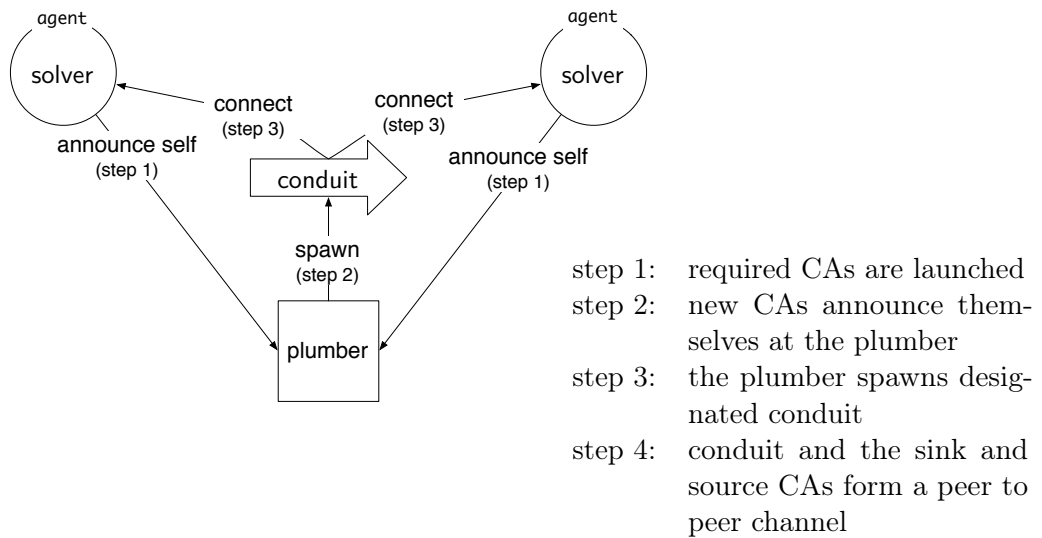 agent
agent
solver
solver
connect
(step 3)
connect
(step 3)
announce self
(step 1)
announce self
(step 1)
conduit
spawn
(step 2)
plumber
step 1: required CAs are launched
step 2: new CAs announce them-
selves at the plumber
step 3: the plumber spawns desig-
nated conduit
step 4: conduit and the sink and
source CAs form a peer to
peer channel